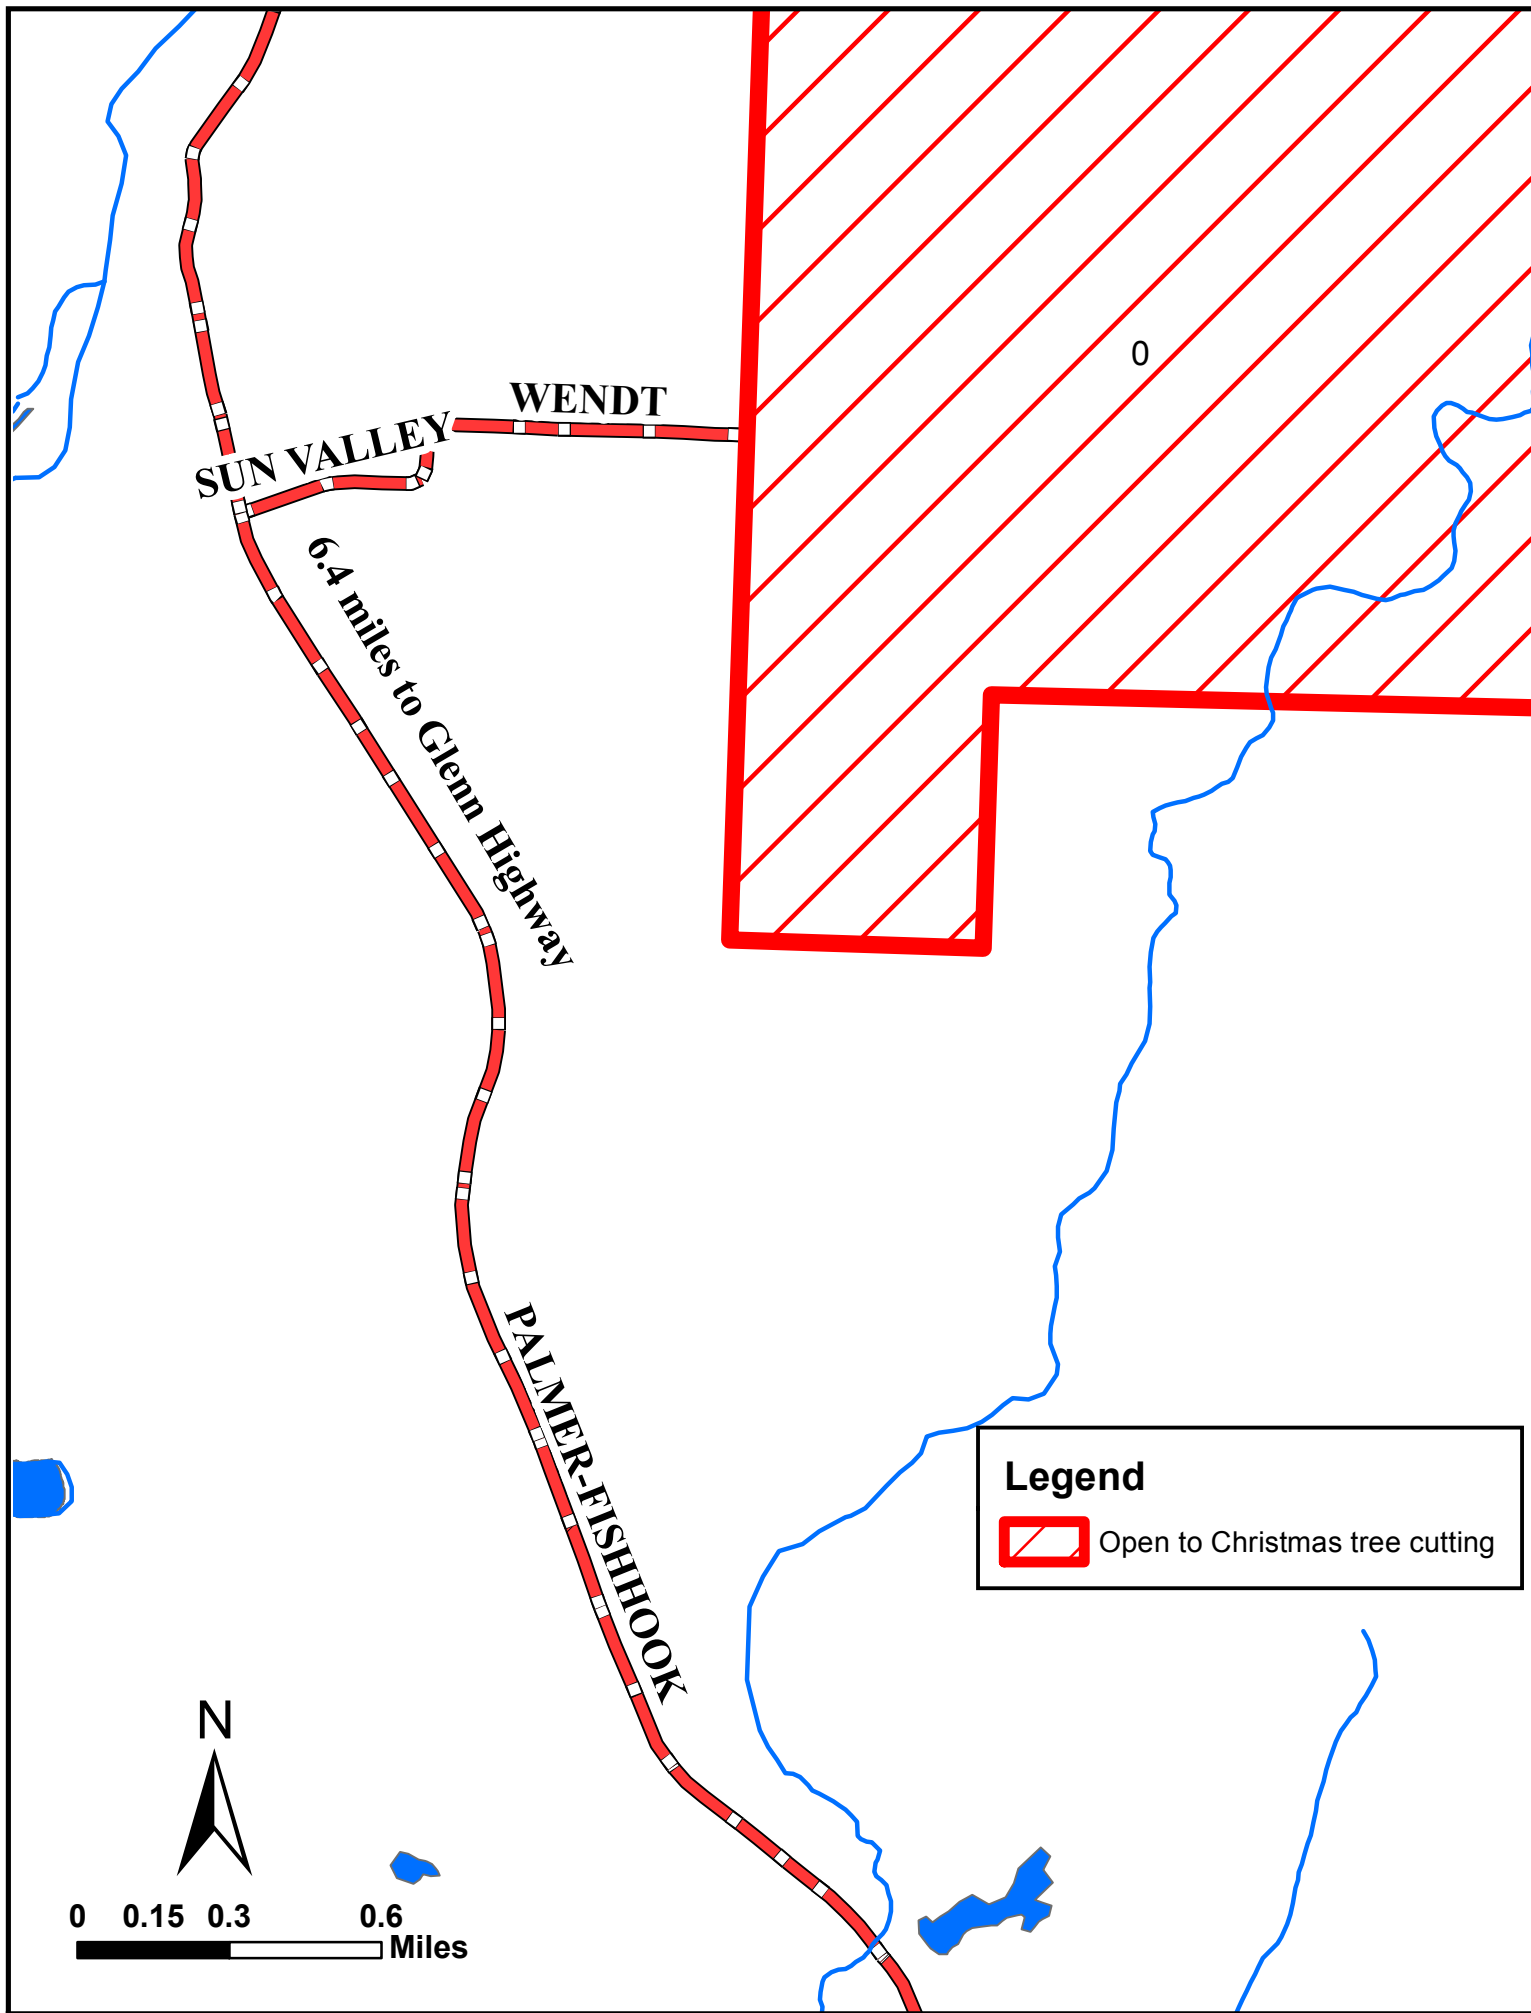 0
WENDT
SUN VALLEY
6.4 miles to Glenn Highway
PALMER-FISHHOOK
Legend
Open to Christmas tree cutting
N
0 0.15 0.3 0.6
Miles